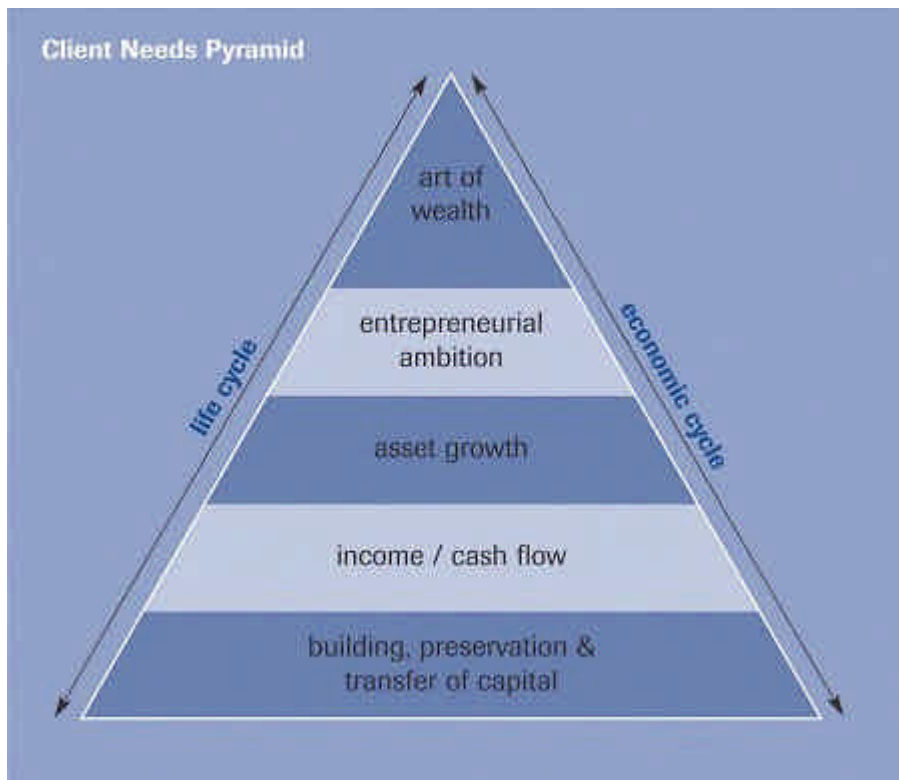 Client Needs Pyramid
art of
wealth
entrepreneurial
ambition
life cycle
economic cycle
asset growth
income / cash flow
building, preservation &
transfer of capital